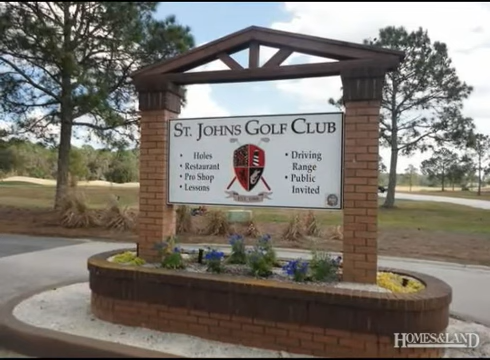 St. Johns Golf Club
• Holes
• Restaurant
• Pro Shop
• Lessons
• Driving
Range
• Public
Invited
HOMES&LAND